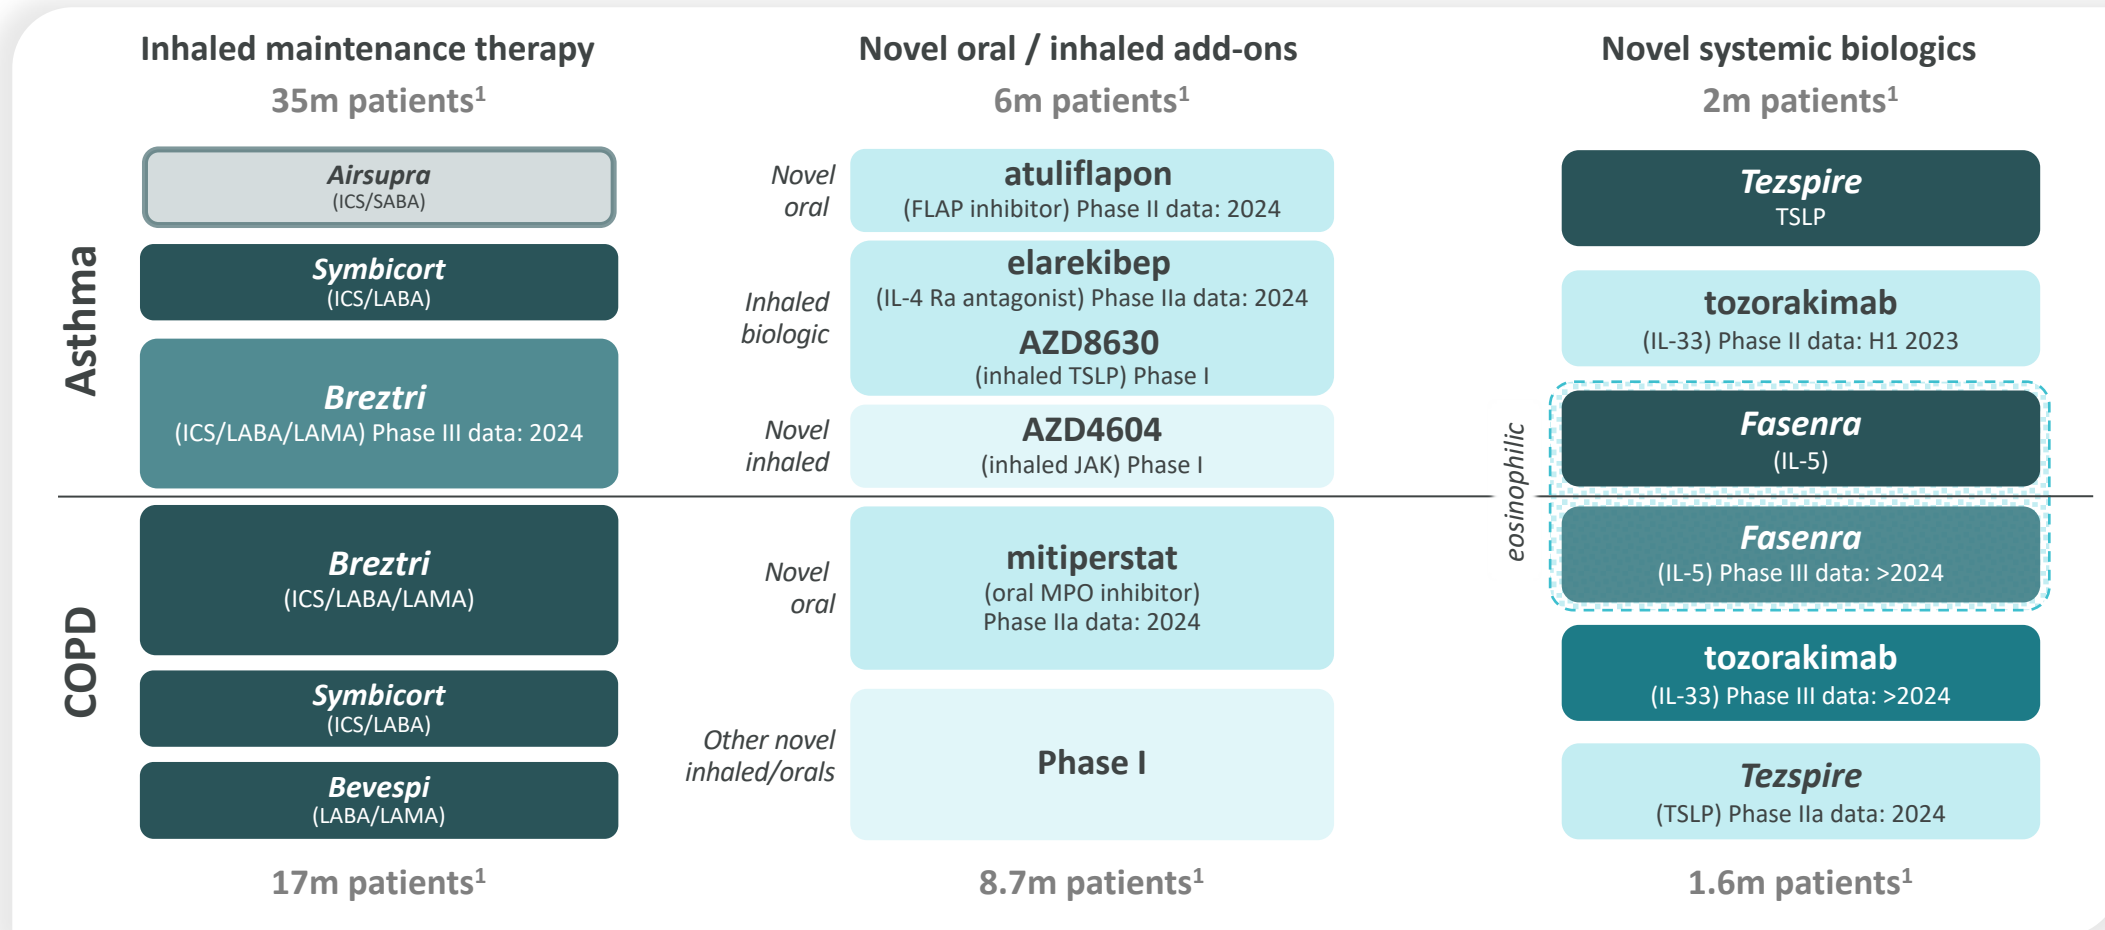 Inhaled maintenance therapy
35m patients¹
Novel oral / inhaled add-ons
6m patients¹
Novel systemic biologics
2m patients¹
Asthma
Airsupra
(ICS/SABA)
Symbicort
(ICS/LABA)
Breztri
(ICS/LABA/LAMA) Phase III data: 2024
Novel
oral
atuliflapon
(FLAP inhibitor) Phase II data: 2024
Inhaled
biologic
elarekibep
(IL-4 Ra antagonist) Phase IIa data: 2024
AZD8630
(inhaled TSLP) Phase I
Novel
inhaled
AZD4604
(inhaled JAK) Phase I
Tezspire
TSLP
tozorakimab
(IL-33) Phase II data: H1 2023
eosinophilic
Fasenra
(IL-5)
COPD
Breztri
(ICS/LABA/LAMA)
Symbicort
(ICS/LABA)
Bevespi
(LABA/LAMA)
Novel
oral
mitiperstat
(oral MPO inhibitor)
Phase IIa data: 2024
Other novel
inhaled/orals
Phase I
Fasenra
(IL-5) Phase III data: >2024
tozorakimab
(IL-33) Phase III data: >2024
Tezspire
(TSLP) Phase IIa data: 2024
17m patients¹
8.7m patients¹
1.6m patients¹